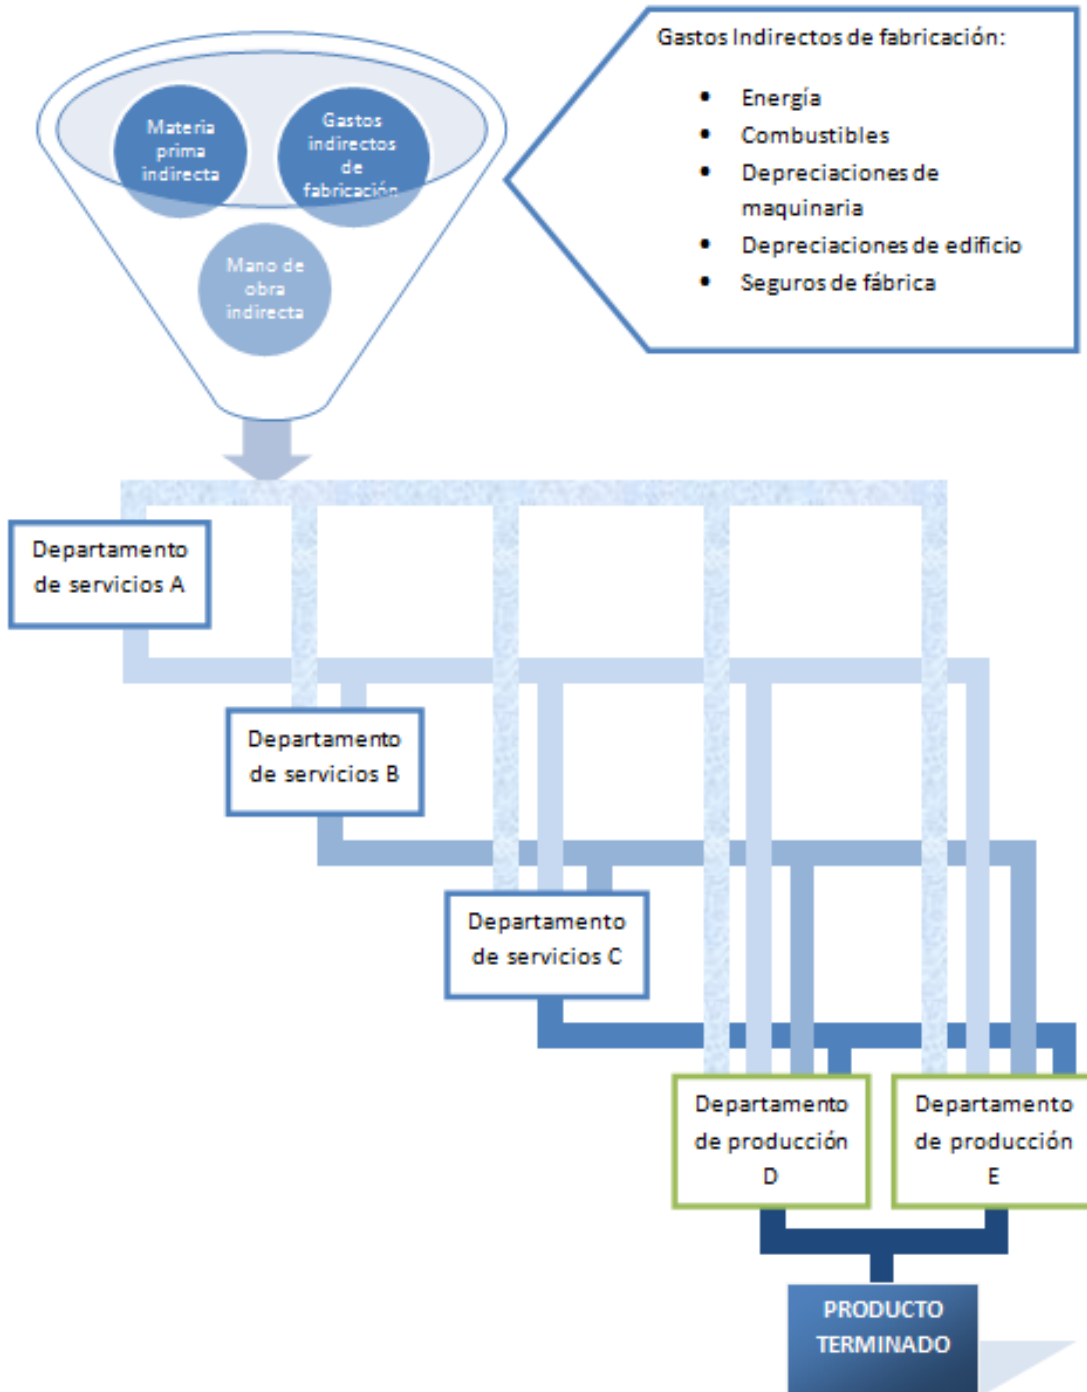 Materia
prima
indirecta
Gastos
indirectos
de
fabricación
Mano de
obra
indirecta
Gastos Indirectos de fabricación:
• Energía
• Combustibles
• Depreciaciones de
maquinaria
• Depreciaciones de edificio
• Seguros de fábrica
Departamento
de servicios A
Departamento
de servicios B
Departamento
de servicios C
Departamento
de producción
D
Departamento
de producción
E
PRODUCTO
TERMINADO